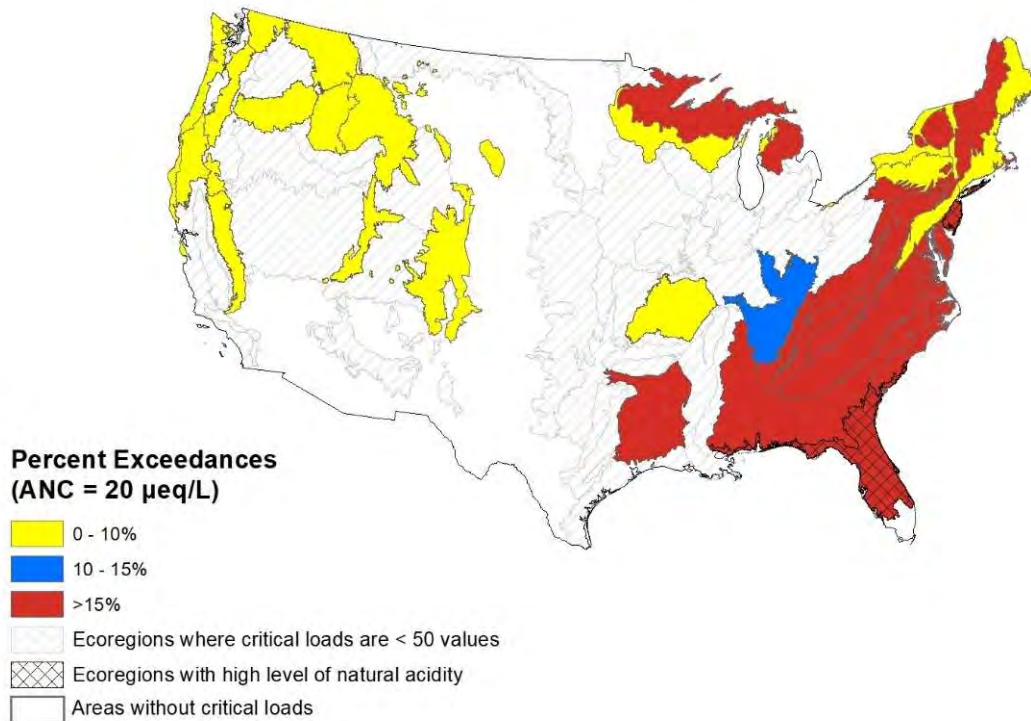 Percent Exceedances
(ANC = 20 µeq/L)
0 - 10%
10 - 15%
>15%
Ecoregions where critical loads are < 50 values
Ecoregions with high level of natural acidity
Areas without critical loads